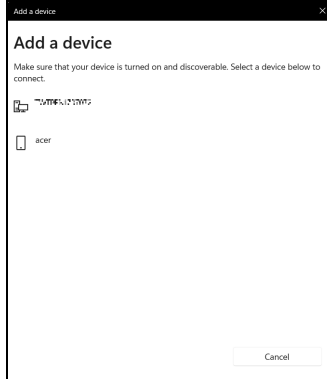 Add a device
Add a device
Make sure that your device is turned on and discoverable. Select a device below to
connect.
acer
Cancel